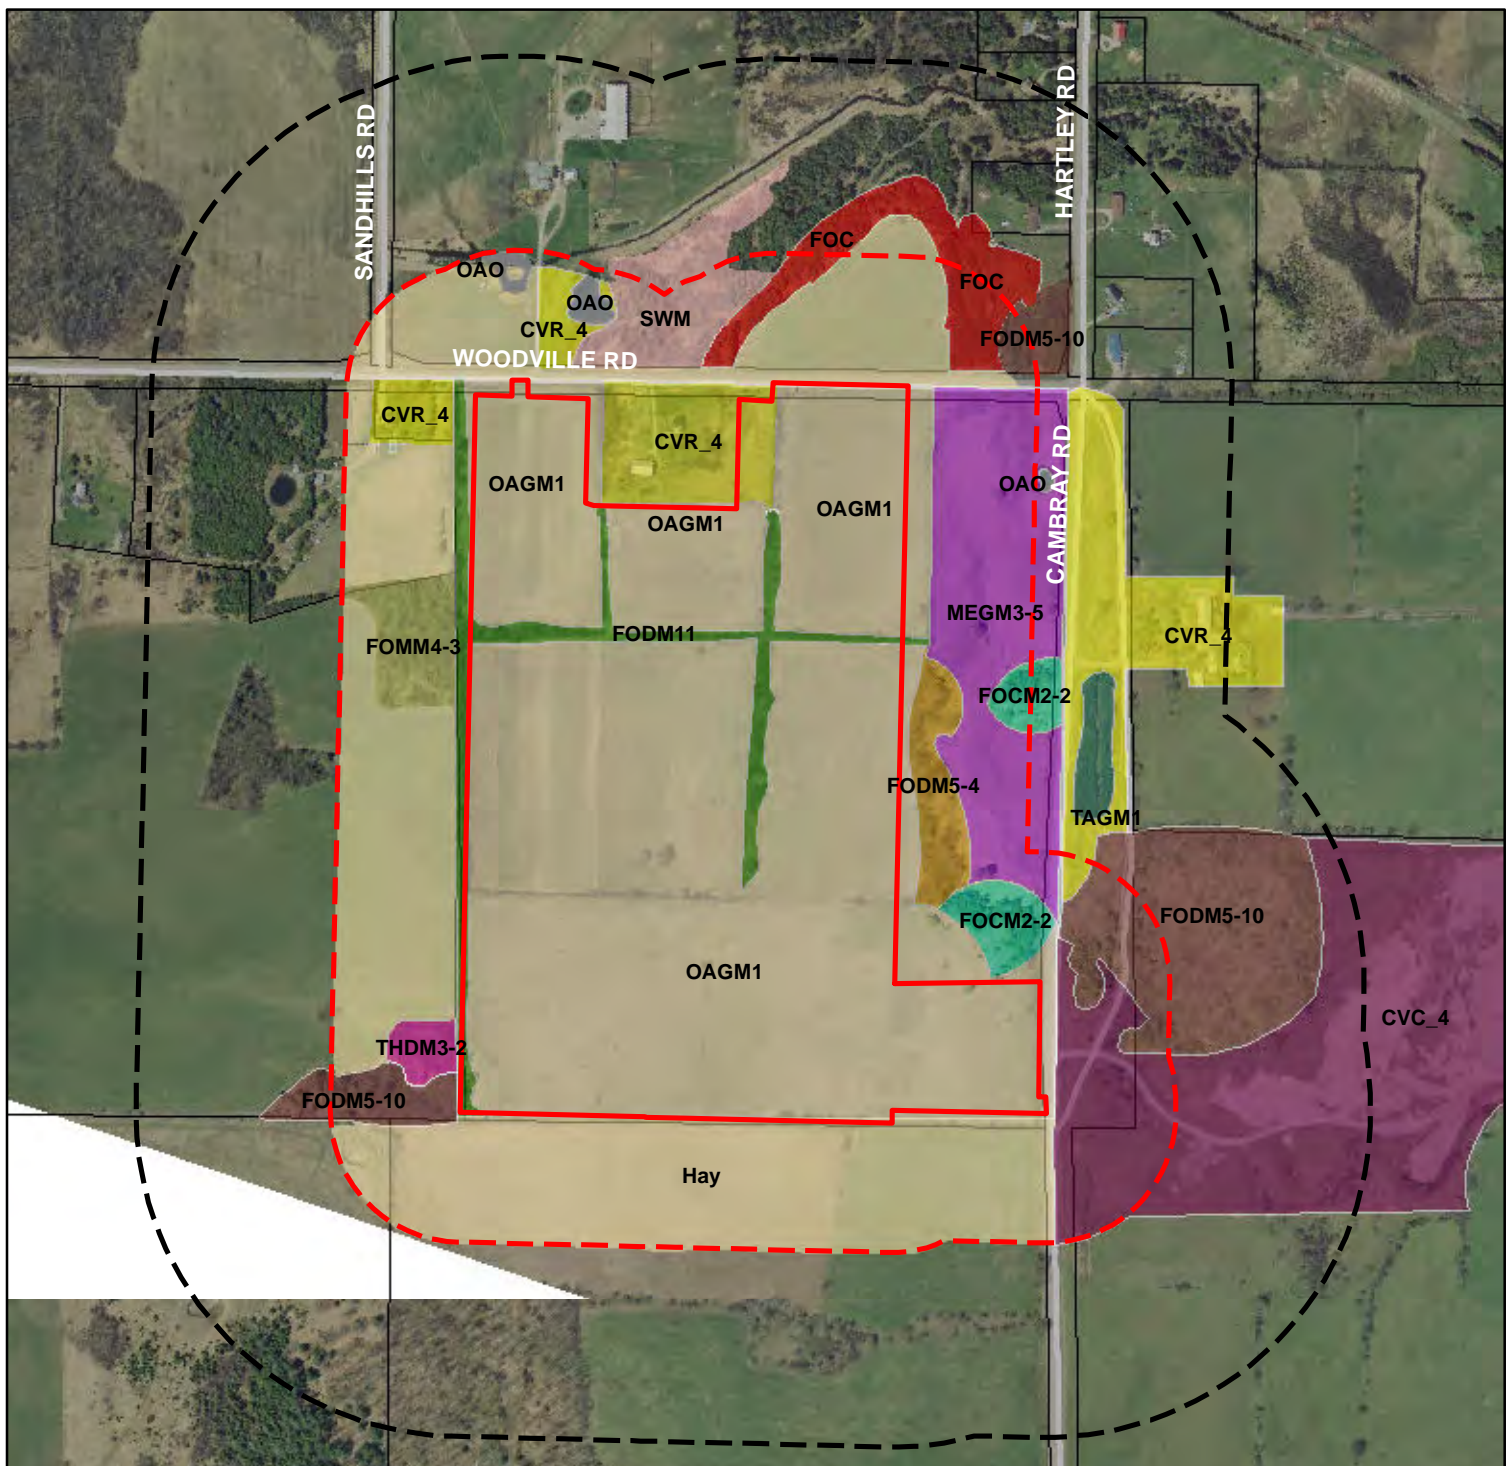 SANDHILLS RD
HARTLEY RD
OAO
FOC
FOC
OAO
SWM
CVR_4
FODM5-10
WOODVILLE RD
CVR_4
CVR_4
CAMBRAY RD
OAGM1
OAO
OAGM1
OAGM1
MEGM3-5
FODM11
CVR_4
FOMM4-3
FOCM2-2
FODM5-4
TAGM1
FODM5-10
FOCM2-2
OAGM1
CVC_4
THDM3-2
FODM5-10
Hay